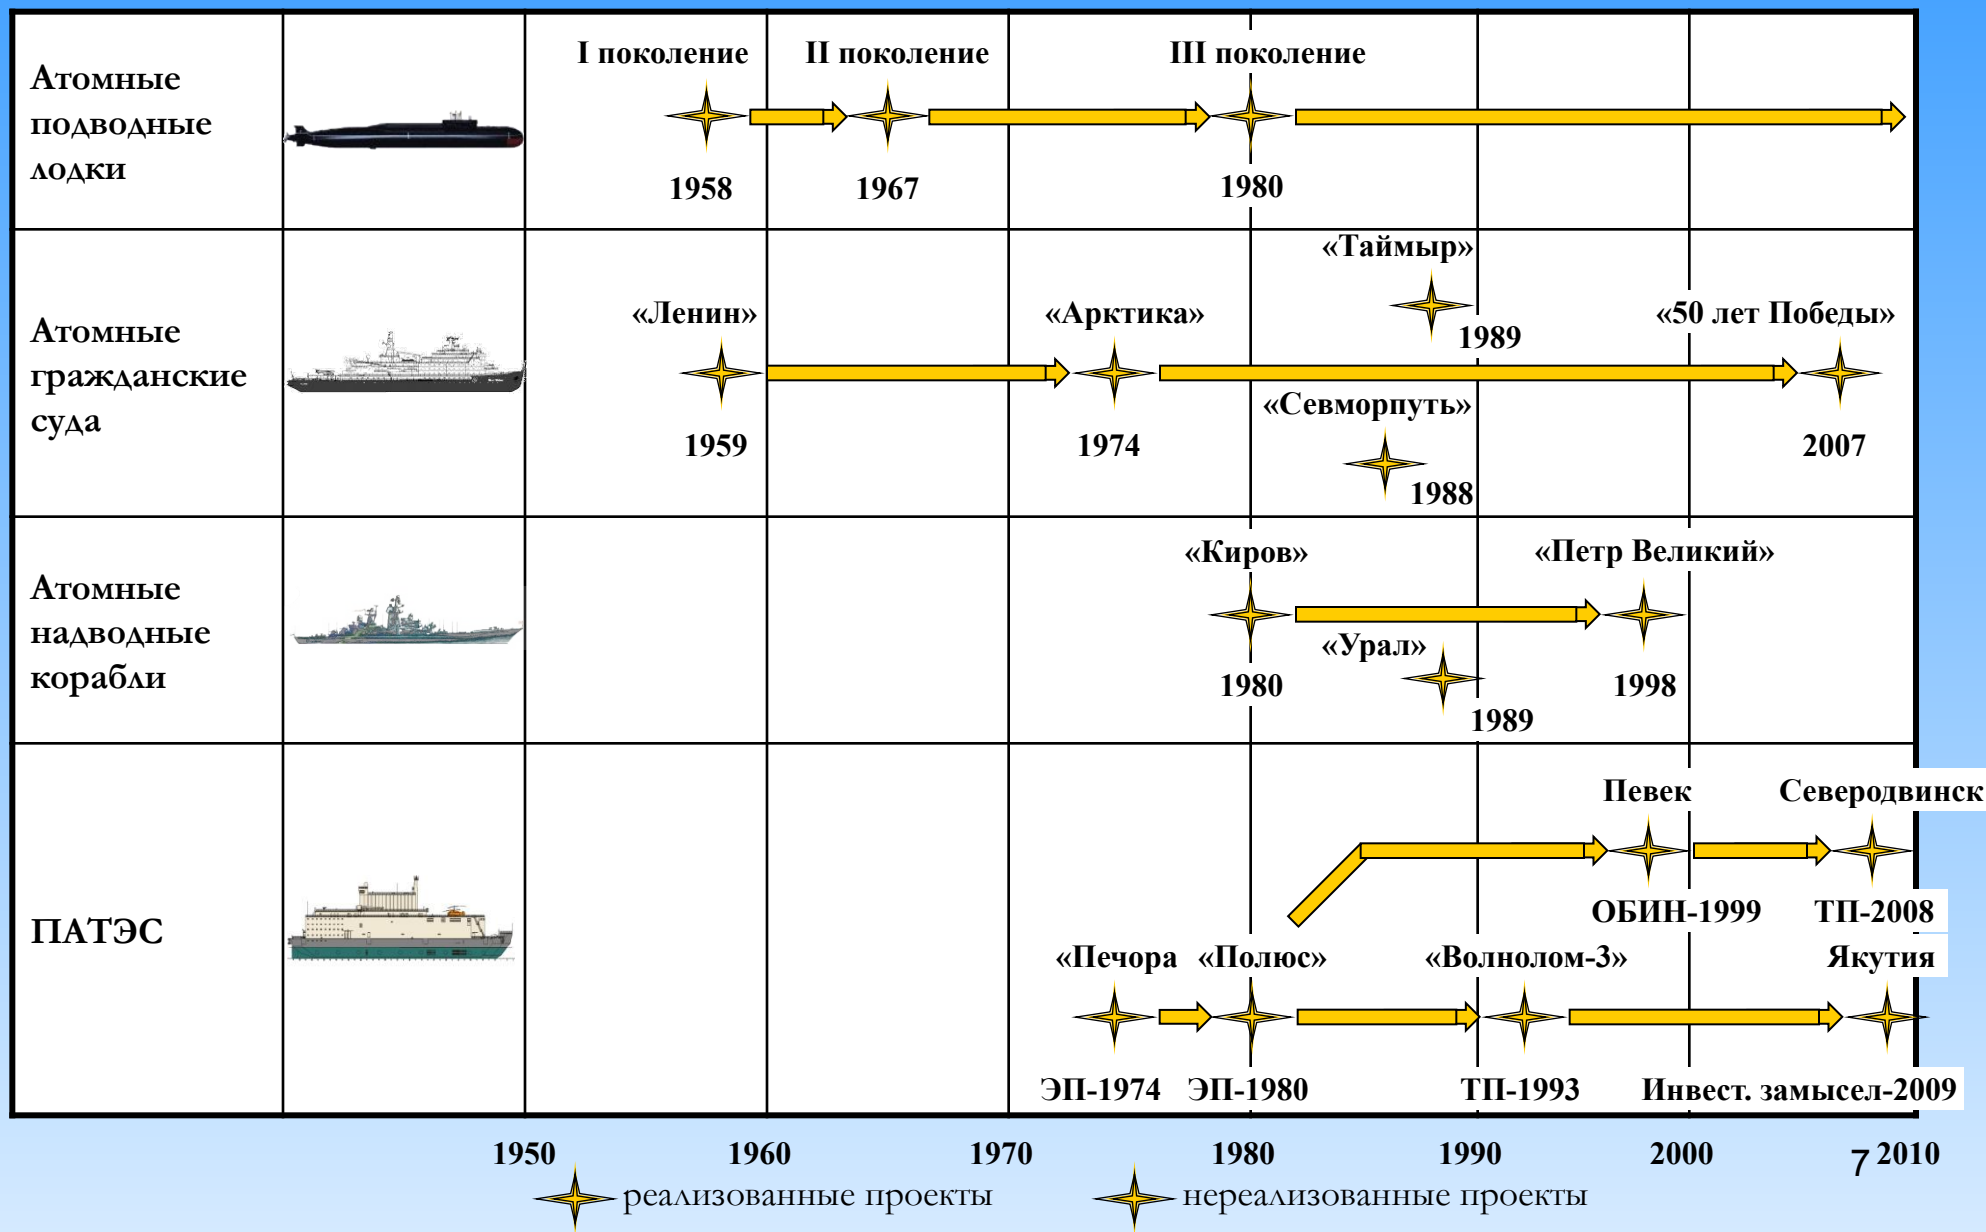 Атомные
подводные
лодки
I поколение
II поколение
III поколение
1958
1967
1980
Атомные
гражданские
суда
«Ленин»
«Арктика»
«Таймыр»
«50 лет Победы»
1989
«Севморпуть»
1959
1974
2007
1988
Атомные
надводные
корабли
«Киров»
«Петр Великий»
«Урал»
1980
1998
1989
ПАТЭС
Певек
Северодвинск
ОБИН-1999
ТП-2008
«Печора
«Полюс»
«Волнолом-3»
Якутия
ЭП-1974
ЭП-1980
ТП-1993
Инвест. замысел-2009
1950
1960
1970
1980
1990
2000
7
2010
реализованные проекты
нереализованные проекты